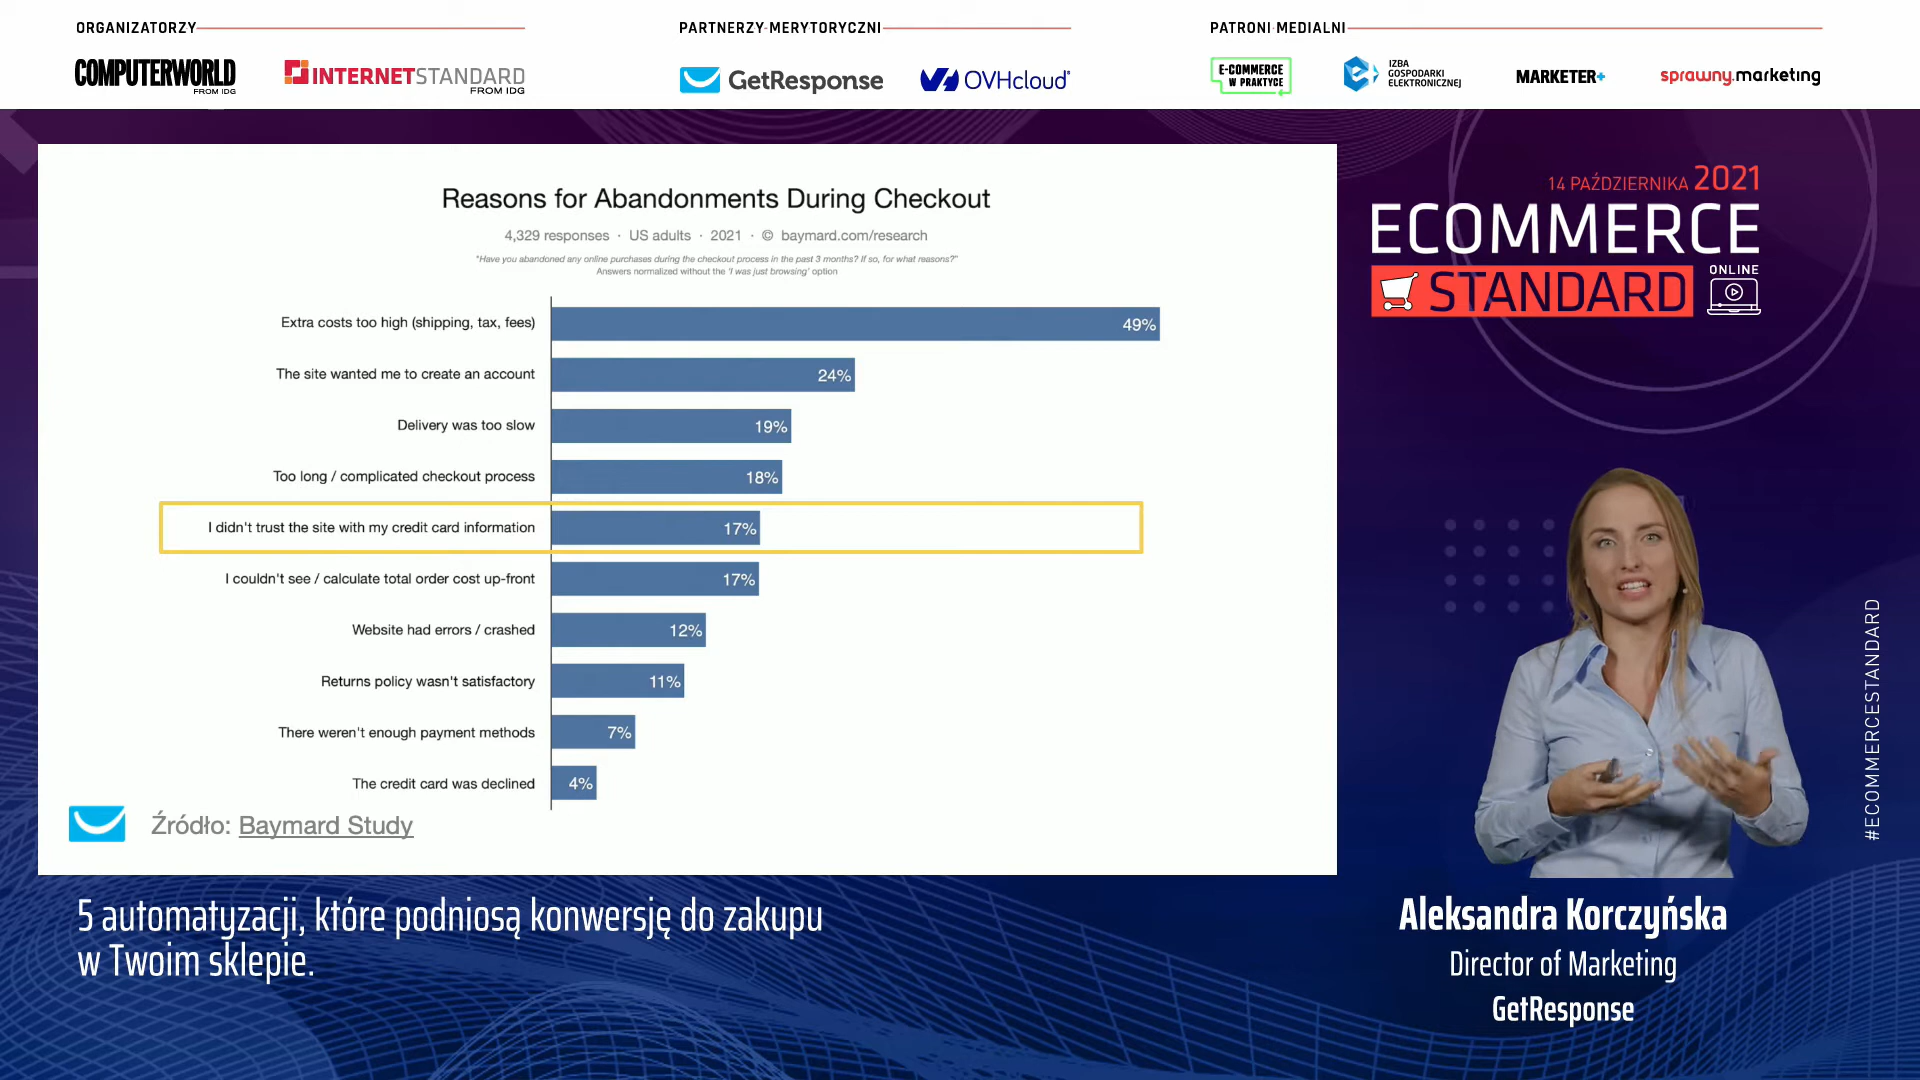 ORGANIZATORZY
COMPUTERWORLD
FROM IDG
INTERNETSTANDARD
FROM IDG
PARTNERZY MERYTORYCZNI
GetResponse
OVHcloud
PATRONI MEDIALNI
E-COMMERCE
W PRAKTYCE
IZBA
GOSPODARKI
ELEKTRONICZNEJ
MARKETER+
sprawny.marketing
Reasons for Abandonments During Checkout
4,329 responses · US adults · 2021 · © baymard.com/research
"Have you abandoned any online purchases during the checkout process in the past 3 months? If so, for what reasons?"
Answers normalized without the 'I was just browsing' option
Extra costs too high (shipping, tax, fees) 49%
The site wanted me to create an account 24%
Delivery was too slow 19%
Too long / complicated checkout process 18%
I didn't trust the site with my credit card information 17%
I couldn't see / calculate total order cost up-front 17%
Website had errors / crashed 12%
Returns policy wasn't satisfactory 11%
There weren't enough payment methods 7%
The credit card was declined 4%
Źródło: Baymard Study
14 PAŹDZIERNIKA 2021
ECOMMERCE
STANDARD
ONLINE
#ECOMMERCESTANDARD
5 automatyzacji, które podniosą konwersję do zakupu
w Twoim sklepie.
Aleksandra Korczyńska
Director of Marketing
GetResponse